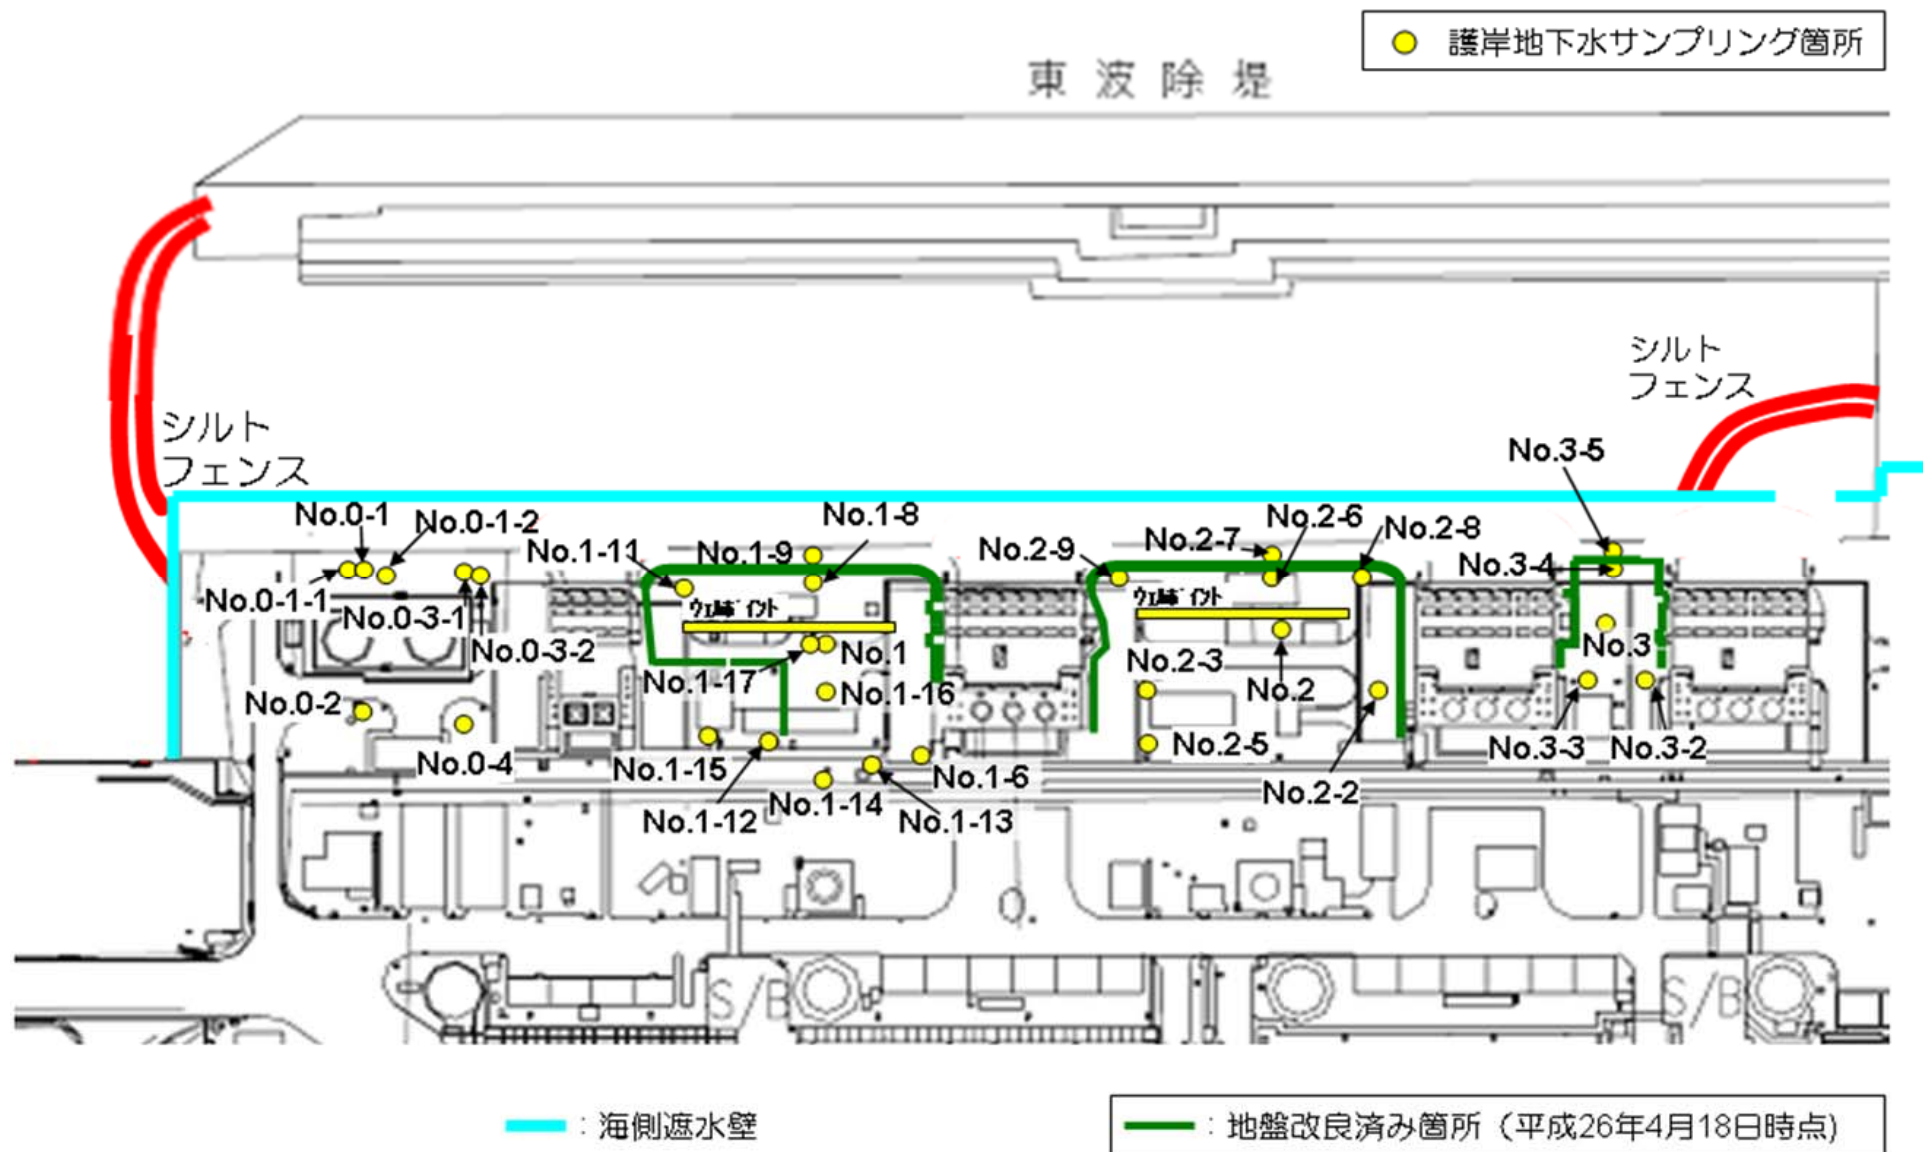 護岸地下水サンプリング箇所
東波除堤
シルト
フェンス
シルト
フェンス
No.3-5
No.0-1
No.0-1-2
No.1-8
No.2-6
No.2-8
No.1-11
No.1-9
No.2-9
No.2-7
No.3-4
No.0-1-1
No.0-3-1
ウェルポイント
ウェルポイント
No.0-3-2
No.1
No.3
No.2-3
No.1-17
No.1-16
No.2
No.0-2
No.2-5
No.3-3
No.3-2
No.0-4
No.1-15
No.1-6
No.2-2
No.1-14
No.1-12
No.1-13
S/B
S/B
：海側遮水壁
：地盤改良済み箇所（平成26年4月18日時点)